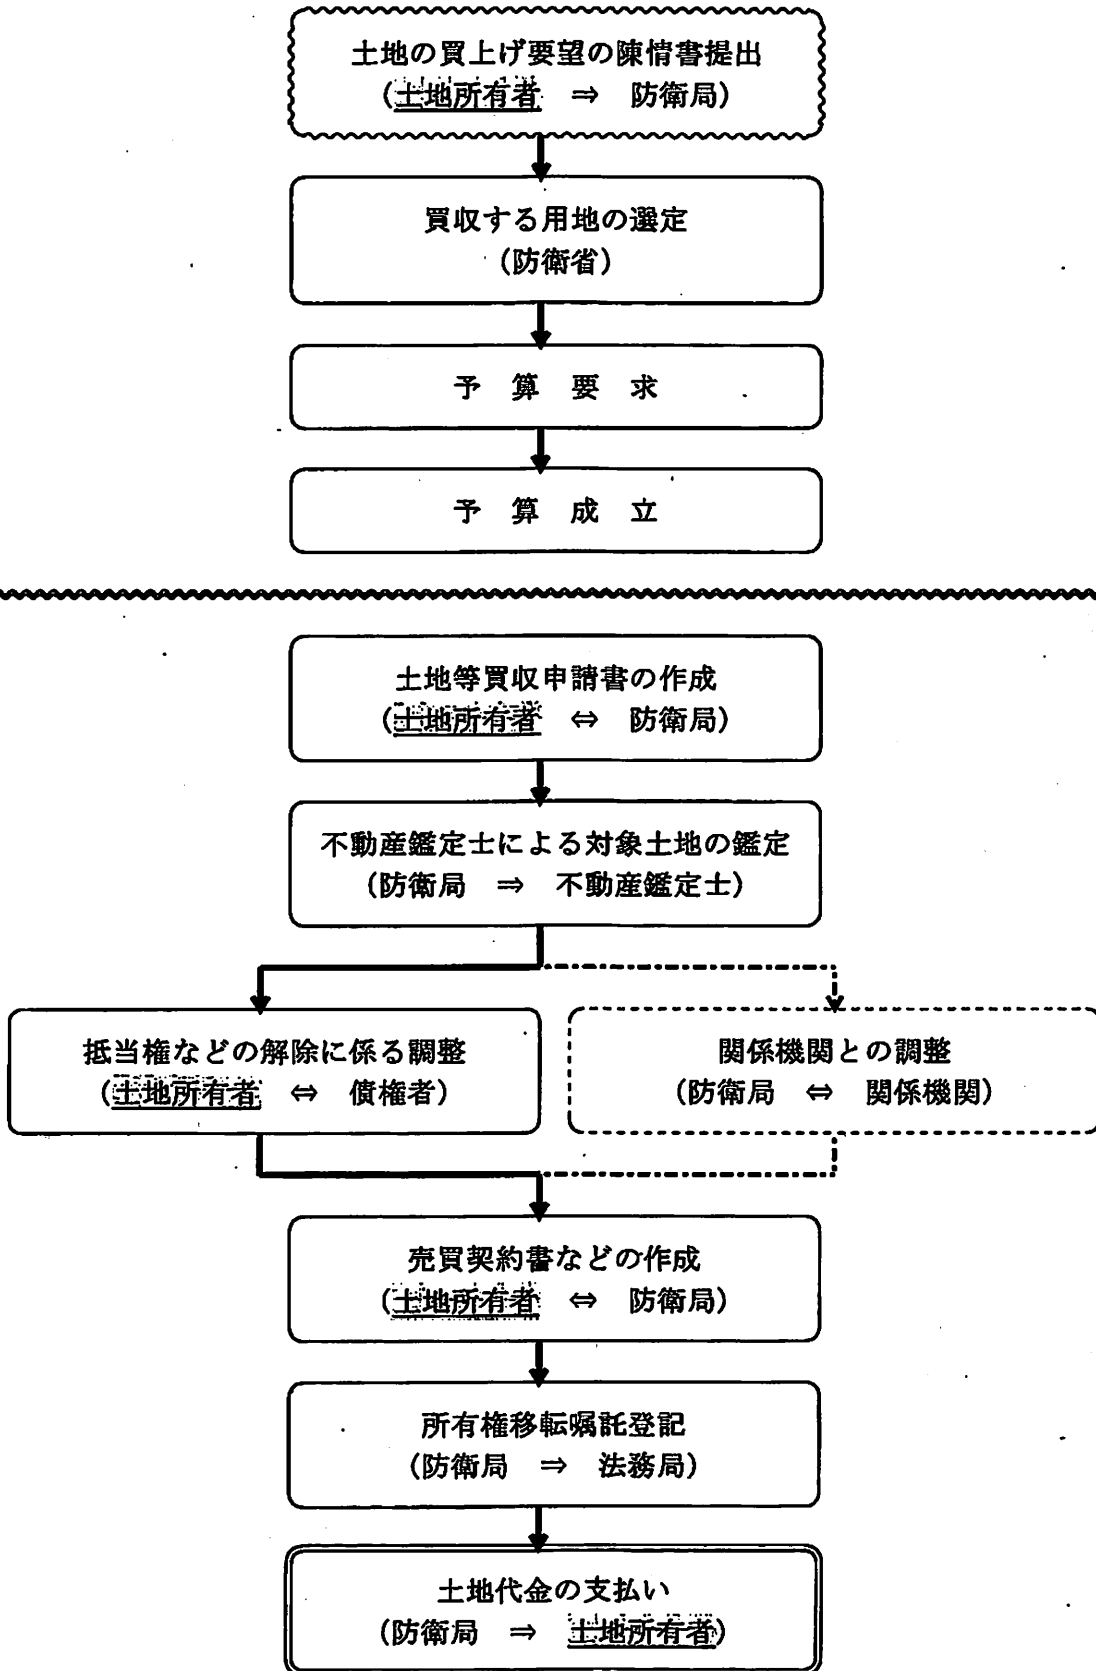 土地の買上げ要望の陳情書提出
(土地所有者 ⇒ 防衛局)
買収する用地の選定
(防衛省)
予 算 要 求
予 算 成 立
土地等買収申請書の作成
(土地所有者 ⇔ 防衛局)
不動産鑑定士による対象土地の鑑定
(防衛局 ⇒ 不動産鑑定士)
抵当権などの解除に係る調整
(土地所有者 ⇔ 債権者)
関係機関との調整
(防衛局 ⇔ 関係機関)
売買契約書などの作成
(土地所有者 ⇔ 防衛局)
所有権移転嘱託登記
(防衛局 ⇒ 法務局)
土地代金の支払い
(防衛局 ⇒ 土地所有者)